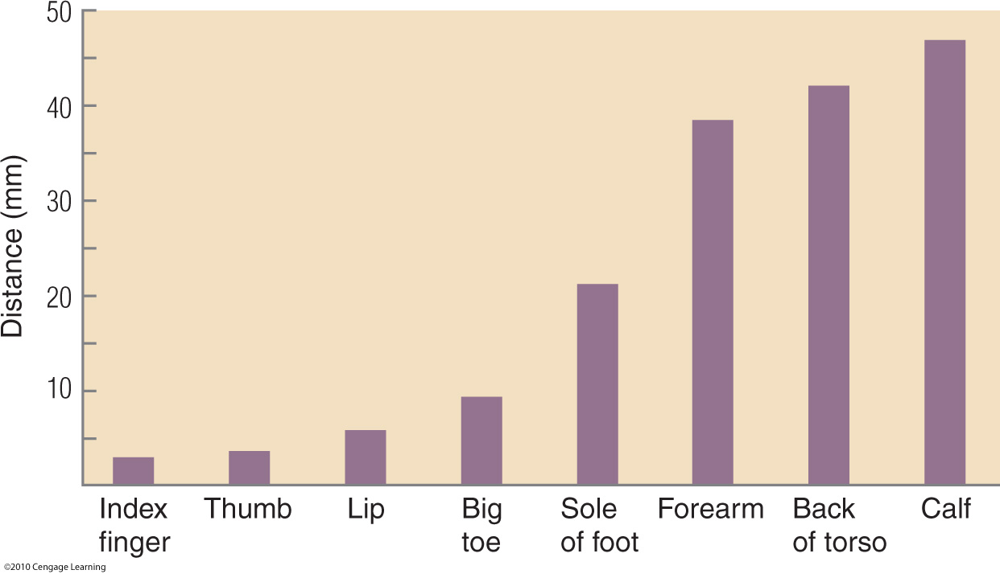 50
40
30
20
10
Distance (mm)
Index
finger
Thumb
Lip
Big
toe
Sole
of foot
Forearm
Back
of torso
Calf
©2010 Cengage Learning